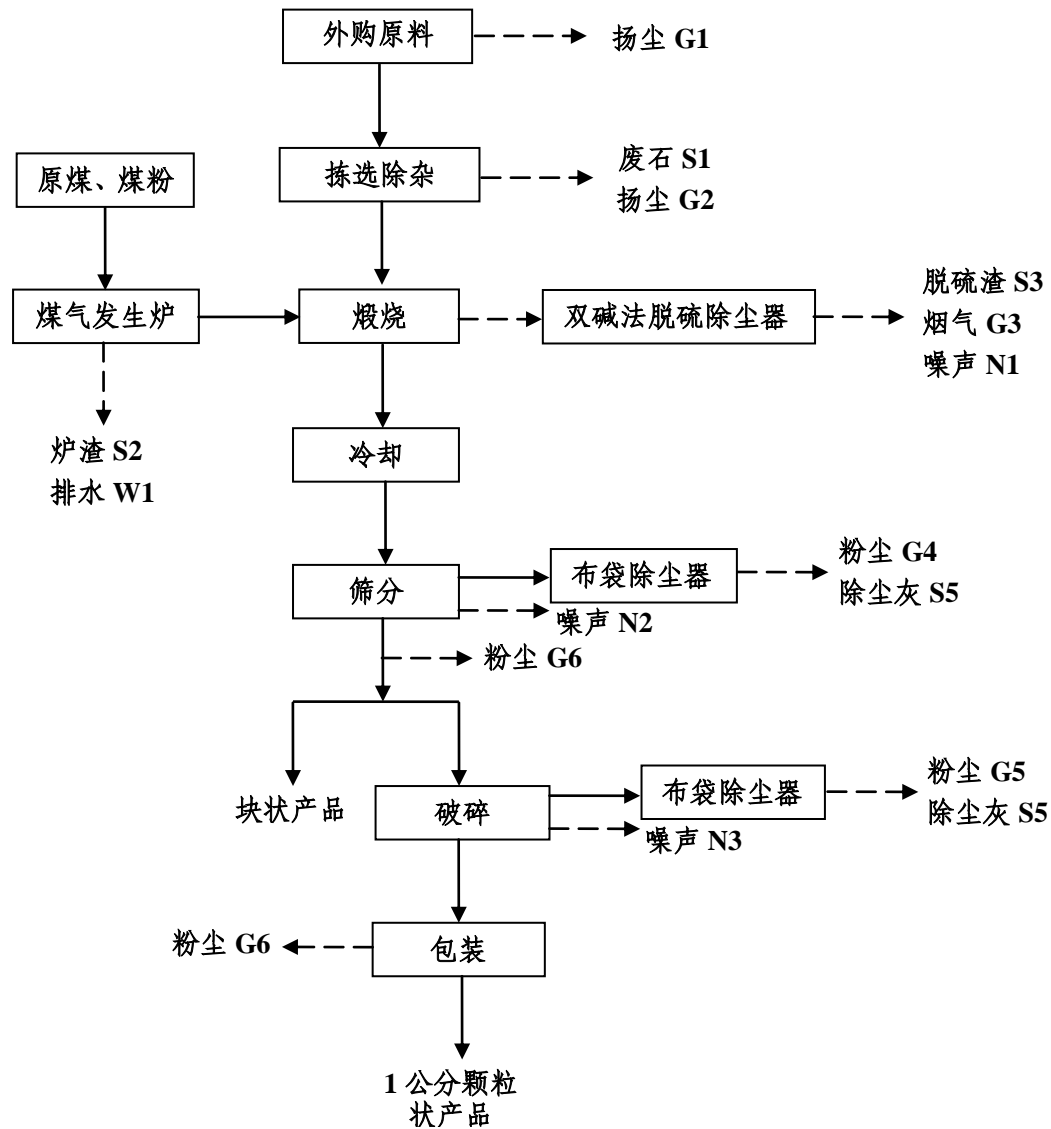 外购原料
扬尘 G1
拣选除杂
废石 S1
扬尘 G2
原煤、煤粉
煤气发生炉
煅烧
双碱法脱硫除尘器
脱硫渣 S3
烟气 G3
噪声 N1
炉渣 S2
排水 W1
冷却
筛分
布袋除尘器
粉尘 G4
除尘灰 S5
噪声 N2
粉尘 G6
块状产品
破碎
布袋除尘器
粉尘 G5
除尘灰 S5
噪声 N3
粉尘 G6
包装
1 公分颗粒
状产品